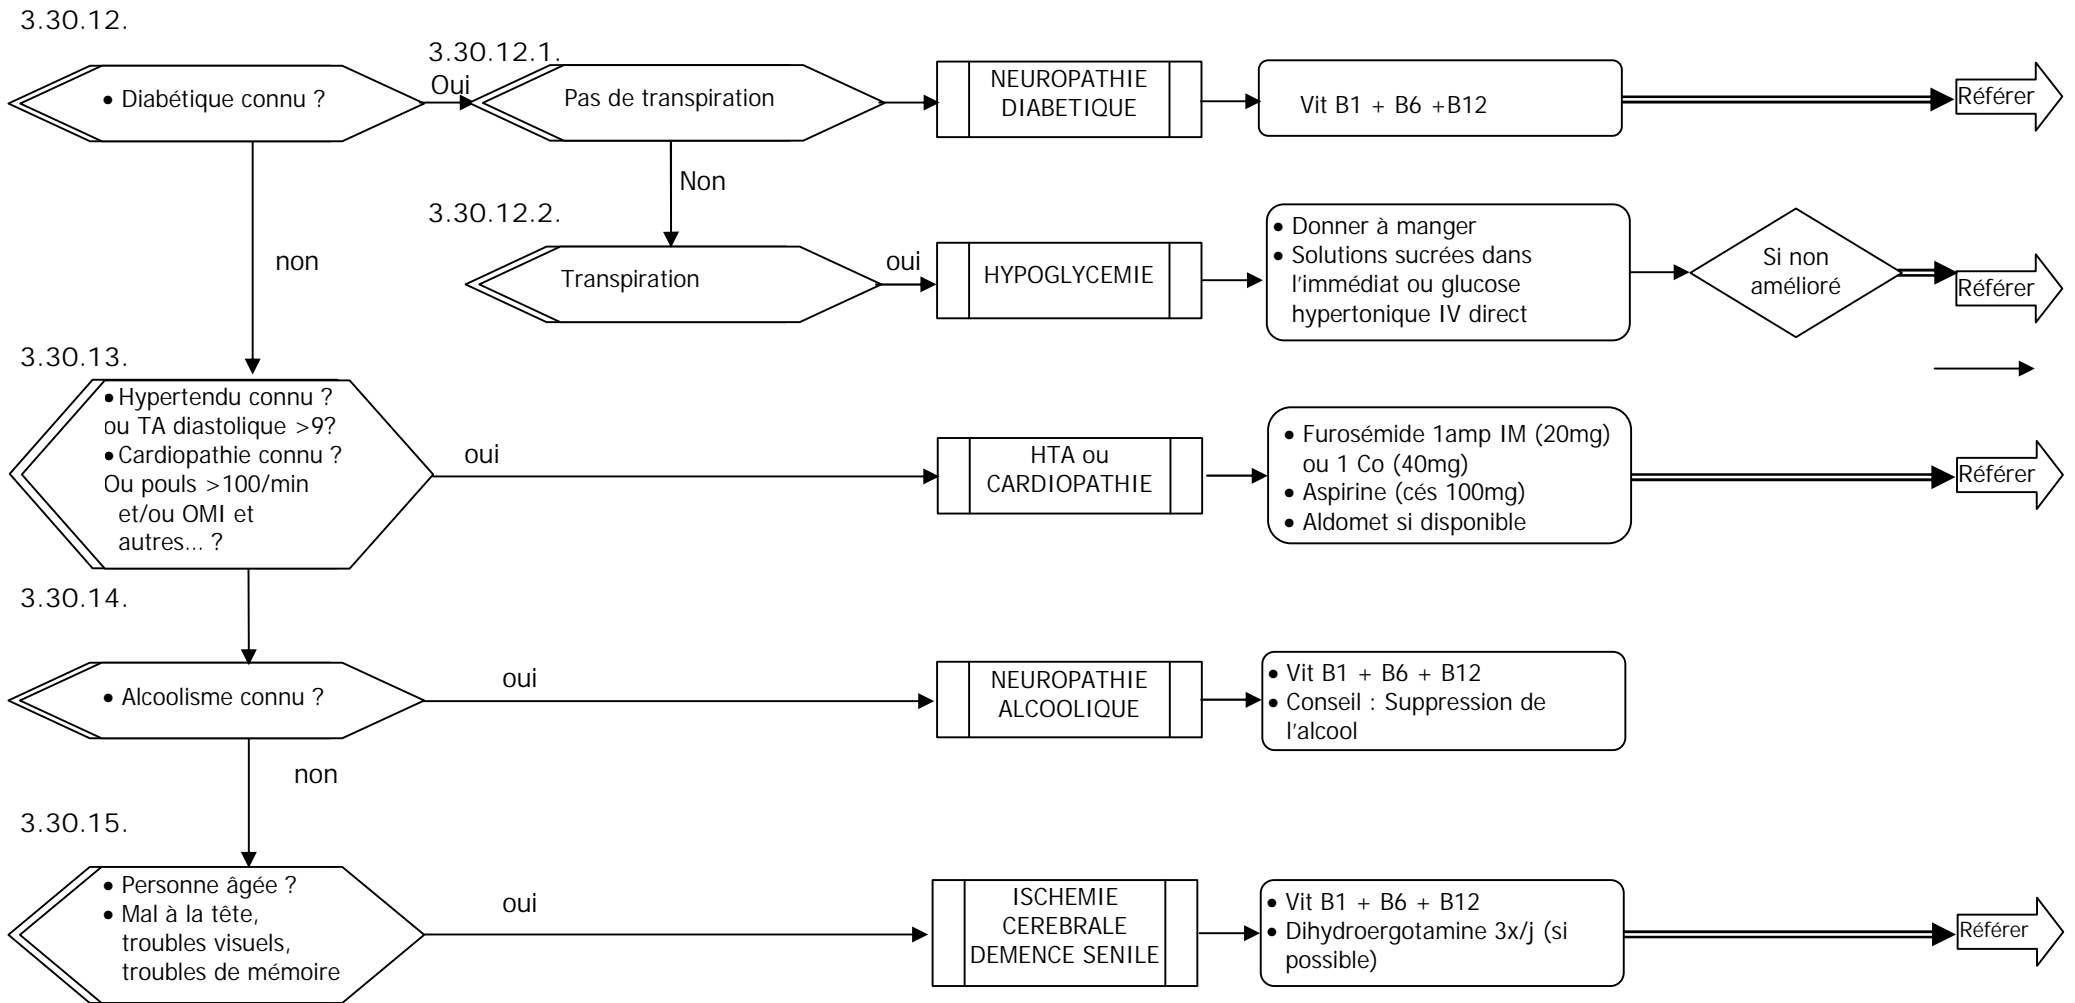 3.30.12.
• Diabétique connu ?
Oui
3.30.12.1.
Pas de transpiration
NEUROPATHIE
DIABETIQUE
Vit B1 + B6 +B12
Référer
Non
non
3.30.12.2.
Transpiration
oui
HYPOGLYCEMIE
• Donner à manger
• Solutions sucrées dans
l'immédiat ou glucose
hypertonique IV direct
Si non
amélioré
Référer
3.30.13.
• Hypertendu connu ?
ou TA diastolique >9?
• Cardiopathie connu ?
Ou pouls >100/min
et/ou OMI et
autres... ?
oui
HTA ou
CARDIOPATHIE
• Furosémide 1amp IM (20mg)
ou 1 Co (40mg)
• Aspirine (cés 100mg)
• Aldomet si disponible
Référer
3.30.14.
• Alcoolisme connu ?
oui
NEUROPATHIE
ALCOOLIQUE
• Vit B1 + B6 + B12
• Conseil : Suppression de
l'alcool
non
3.30.15.
• Personne âgée ?
• Mal à la tête,
troubles visuels,
troubles de mémoire
oui
ISCHEMIE
CEREBRALE
DEMENCE SENILE
• Vit B1 + B6 + B12
• Dihydroergotamine 3x/j (si
possible)
Référer